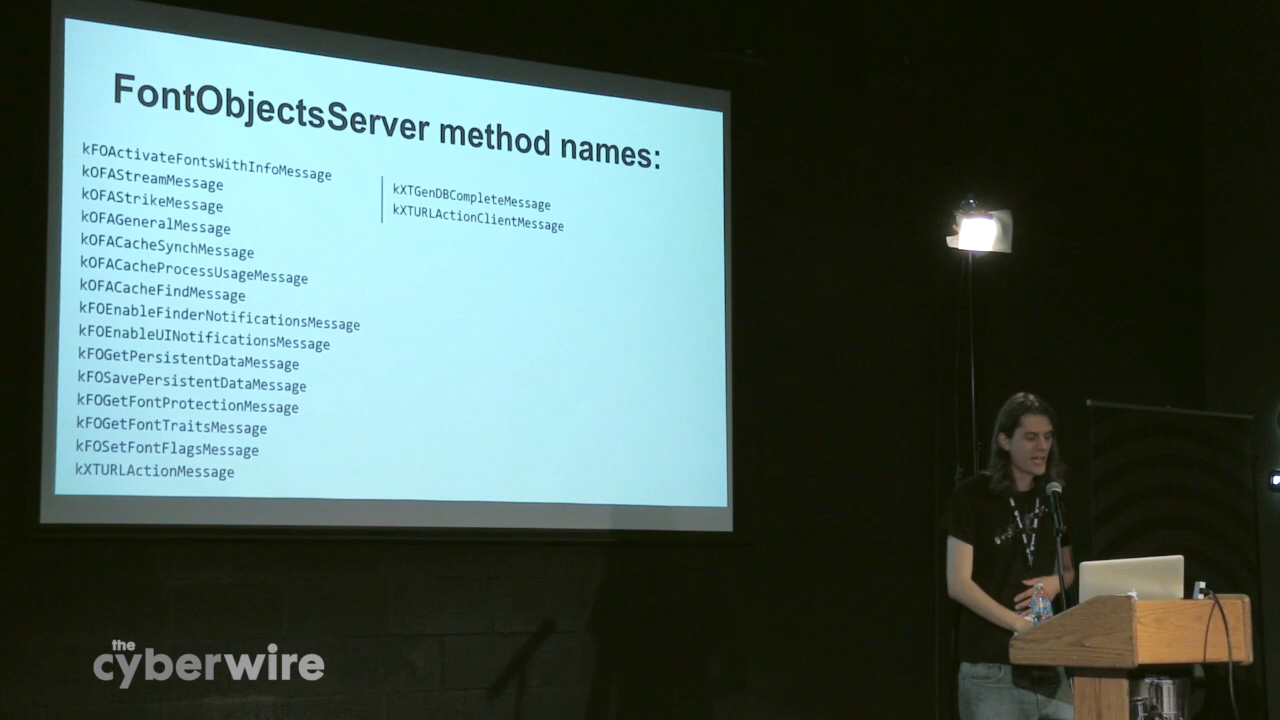 FontObjectsServer method names:
kFOActivateFontsWithInfoMessage
kOFAStreamMessage
kOFAStrikeMessage
kOFAGeneralMessage
kOFACacheSynchMessage
kOFACacheProcessUsageMessage
kOFACacheFindMessage
kFOEnableFinderNotificationsMessage
kFOEnableUINotificationsMessage
kFOGetPersistentDataMessage
kFOSavePersistentDataMessage
kFOGetFontProtectionMessage
kFOGetFontTraitsMessage
kFOSetFontFlagsMessage
kXTURLActionMessage
kXTGenDBCompleteMessage
kXTURLActionClientMessage
the
cyberwire